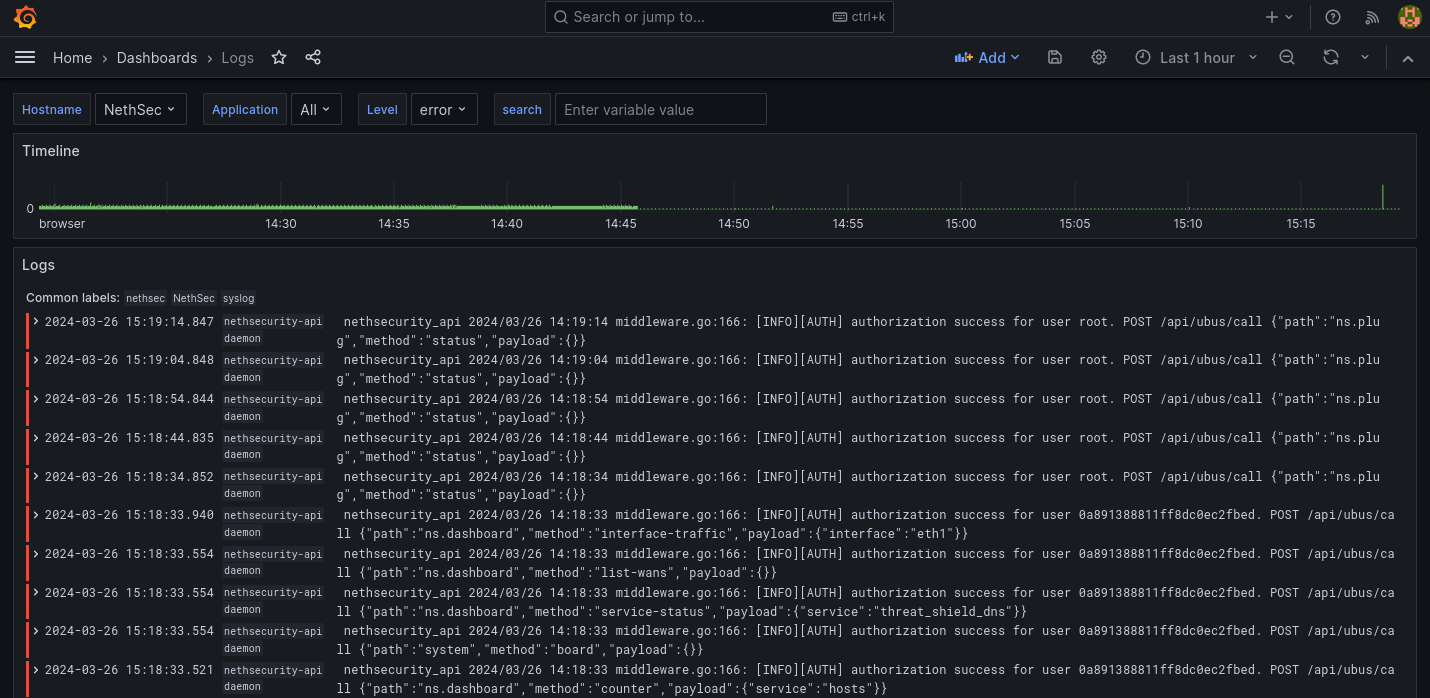 Search or jump to... ctrl+k
Home › Dashboards › Logs Add Last 1 hour
Hostname NethSec Application All Level error search Enter variable value
Timeline
0
browser 14:30 14:35 14:40 14:45 14:50 14:55 15:00 15:05 15:10 15:15
Logs
Common labels: nethsec NethSec syslog
2024-03-26 15:19:14.847 nethsecurity-api nethsecurity_api 2024/03/26 14:19:14 middleware.go:166: [INFO][AUTH] authorization success for user root. POST /api/ubus/call {"path":"ns.plu
daemon g","method":"status","payload":{}}
2024-03-26 15:19:04.848 nethsecurity-api nethsecurity_api 2024/03/26 14:19:04 middleware.go:166: [INFO][AUTH] authorization success for user root. POST /api/ubus/call {"path":"ns.plu
daemon g","method":"status","payload":{}}
2024-03-26 15:18:54.844 nethsecurity-api nethsecurity_api 2024/03/26 14:18:54 middleware.go:166: [INFO][AUTH] authorization success for user root. POST /api/ubus/call {"path":"ns.plu
daemon g","method":"status","payload":{}}
2024-03-26 15:18:44.835 nethsecurity-api nethsecurity_api 2024/03/26 14:18:44 middleware.go:166: [INFO][AUTH] authorization success for user root. POST /api/ubus/call {"path":"ns.plu
daemon g","method":"status","payload":{}}
2024-03-26 15:18:34.852 nethsecurity-api nethsecurity_api 2024/03/26 14:18:34 middleware.go:166: [INFO][AUTH] authorization success for user root. POST /api/ubus/call {"path":"ns.plu
daemon g","method":"status","payload":{}}
2024-03-26 15:18:33.940 nethsecurity-api nethsecurity_api 2024/03/26 14:18:33 middleware.go:166: [INFO][AUTH] authorization success for user 0a891388811ff8dc0ec2fbed. POST /api/ubus/ca
daemon ll {"path":"ns.dashboard","method":"interface-traffic","payload":{"interface":"eth1"}}
2024-03-26 15:18:33.554 nethsecurity-api nethsecurity_api 2024/03/26 14:18:33 middleware.go:166: [INFO][AUTH] authorization success for user 0a891388811ff8dc0ec2fbed. POST /api/ubus/ca
daemon ll {"path":"ns.dashboard","method":"list-wans","payload":{}}
2024-03-26 15:18:33.554 nethsecurity-api nethsecurity_api 2024/03/26 14:18:33 middleware.go:166: [INFO][AUTH] authorization success for user 0a891388811ff8dc0ec2fbed. POST /api/ubus/ca
daemon ll {"path":"ns.dashboard","method":"service-status","payload":{"service":"threat_shield_dns"}}
2024-03-26 15:18:33.554 nethsecurity-api nethsecurity_api 2024/03/26 14:18:33 middleware.go:166: [INFO][AUTH] authorization success for user 0a891388811ff8dc0ec2fbed. POST /api/ubus/ca
daemon ll {"path":"system","method":"board","payload":{}}
2024-03-26 15:18:33.521 nethsecurity-api nethsecurity_api 2024/03/26 14:18:33 middleware.go:166: [INFO][AUTH] authorization success for user 0a891388811ff8dc0ec2fbed. POST /api/ubus/ca
daemon ll {"path":"ns.dashboard","method":"counter","payload":{"service":"hosts"}}